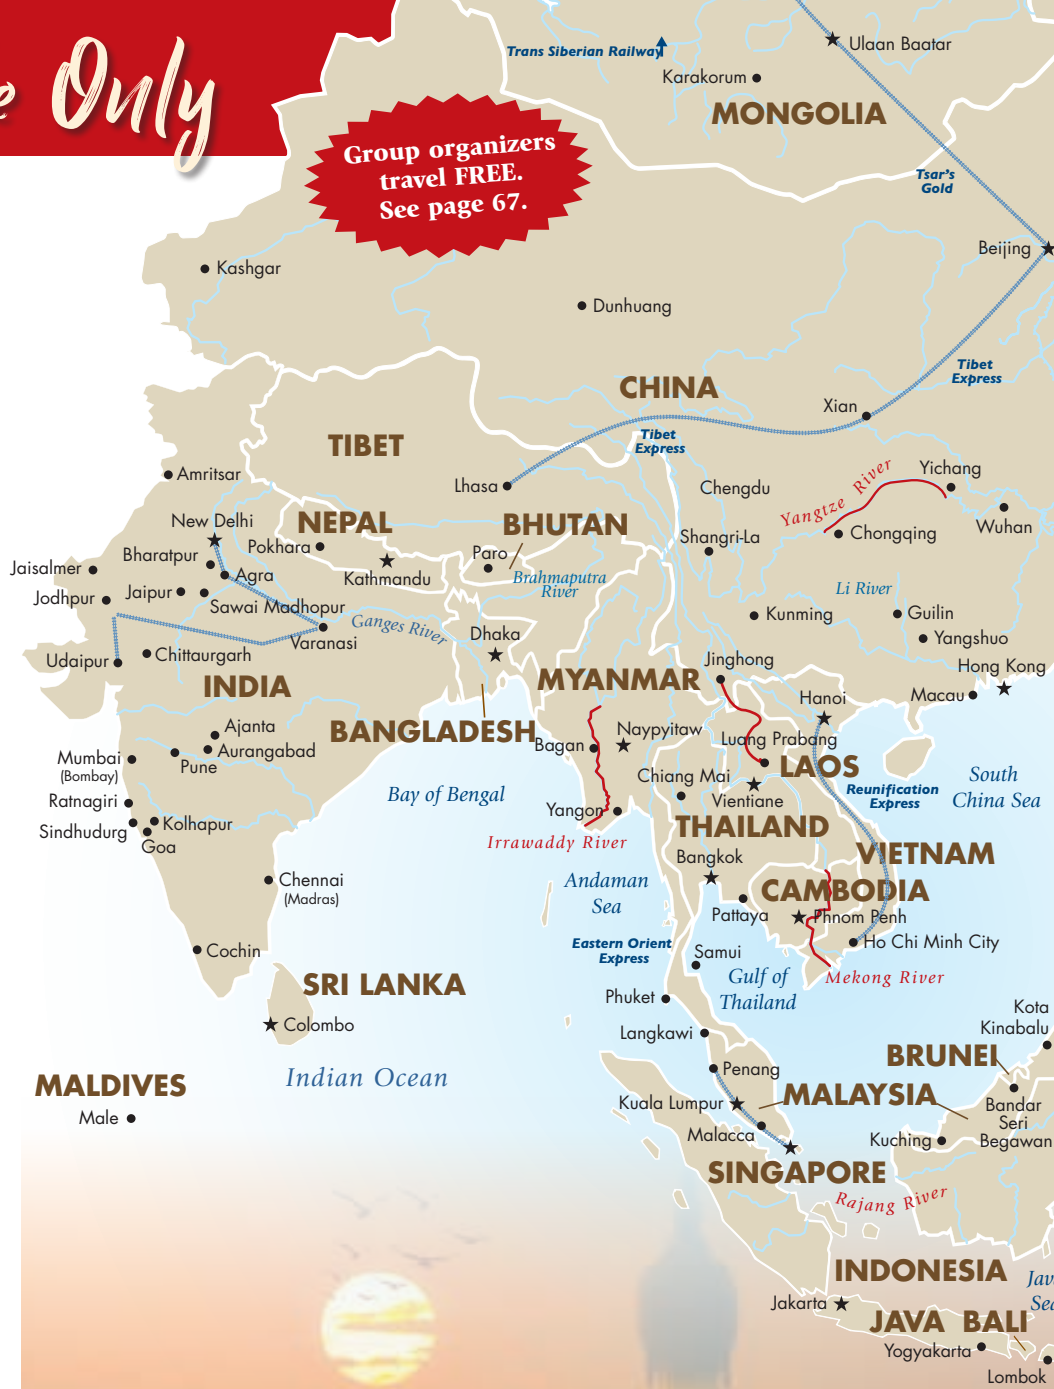 Only
Group organizers
travel FREE.
See page 67.
Trans Siberian Railway
Ulaan Baatar
Karakorum
MONGOLIA
Tsar's
Gold
Beijing
Kashgar
Dunhuang
Tibet
Express
CHINA
Xian
TIBET
Tibet
Express
Amritsar
Lhasa
Chengdu
Yangtze River
Yichang
Wuhan
New Delhi
NEPAL
BHUTAN
Chongqing
Shangri-La
Bharatpur
Pokhara
Paro
Jaisalmer
Agra
Kathmandu
Brahmaputra
River
Li River
Jodhpur
Jaipur
Sawai Madhopur
Kunming
Guilin
Ganges River
Dhaka
Varanasi
Yangshuo
Udaipur
Chittaurgarh
Jinghong
Hong Kong
INDIA
MYANMAR
Macau
Hanoi
Ajanta
BANGLADESH
Naypyitaw
Luang Prabang
Aurangabad
Bagan
Mumbai
(Bombay)
Pune
LAOS
Chiang Mai
South
China Sea
Bay of Bengal
Vientiane
Reunification
Express
Ratnagiri
Yangon
Sindhudurg
Kolhapur
THAILAND
Goa
Irrawaddy River
Bangkok
VIETNAM
Chennai
(Madras)
Andaman
Sea
CAMBODIA
Pattaya
Phnom Penh
Cochin
Eastern Orient
Express
Samui
Ho Chi Minh City
SRI LANKA
Gulf of
Thailand
Mekong River
Phuket
Colombo
Langkawi
Kota
Kinabalu
BRUNEI
Indian Ocean
Penang
MALDIVES
MALAYSIA
Male
Kuala Lumpur
Bandar
Seri
Begawan
Malacca
Kuching
SINGAPORE
Rajang River
INDONESIA
Jakarta
JAVA BALI
Yogyakarta
Lombok